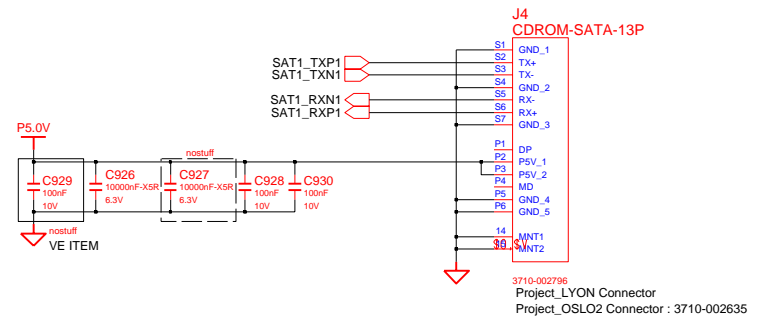 J4
CDROM-SATA-13P
S1 GND_1
SAT1_TXP1 S2 TX+
SAT1_TXN1 S3 TX-
S4 GND_2
SAT1_RXN1 S5 RX-
SAT1_RXP1 S6 RX+
S7 GND_3
P5.0V
P1 DP
nostuff P2 P5V_1
P3 P5V_2
P4 MD
P5 GND_4
P6 GND_5
C929 C926 C927 C928 C930
100nF 10000nF-X5R 10000nF-X5R 100nF 100nF
10V 6.3V 6.3V 10V 10V
nostuff
VE ITEM
14 MNT1
MNT2
3710-002796
Project_LYON Connector
Project_OSLO2 Connector : 3710-002635